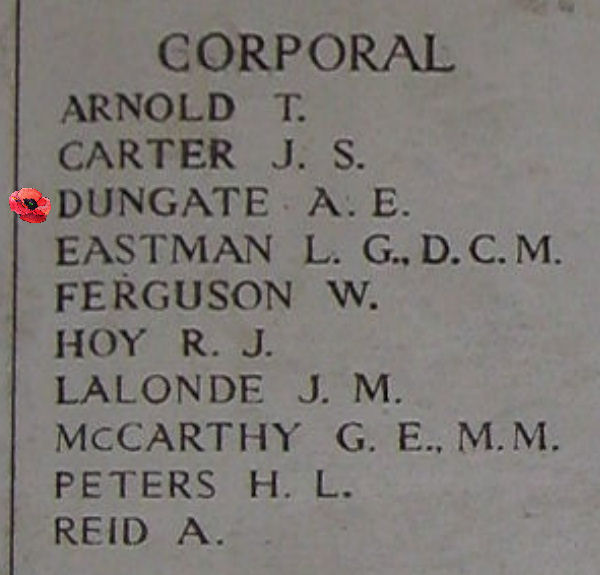 CORPORAL
ARNOLD T.
CARTER J. S.
DUNGATE A. E.
EASTMAN L. G., D.C.M.
FERGUSON W.
HOY R. J.
LALONDE J. M.
McCARTHY G. E., M.M.
PETERS H. L.
REID A.